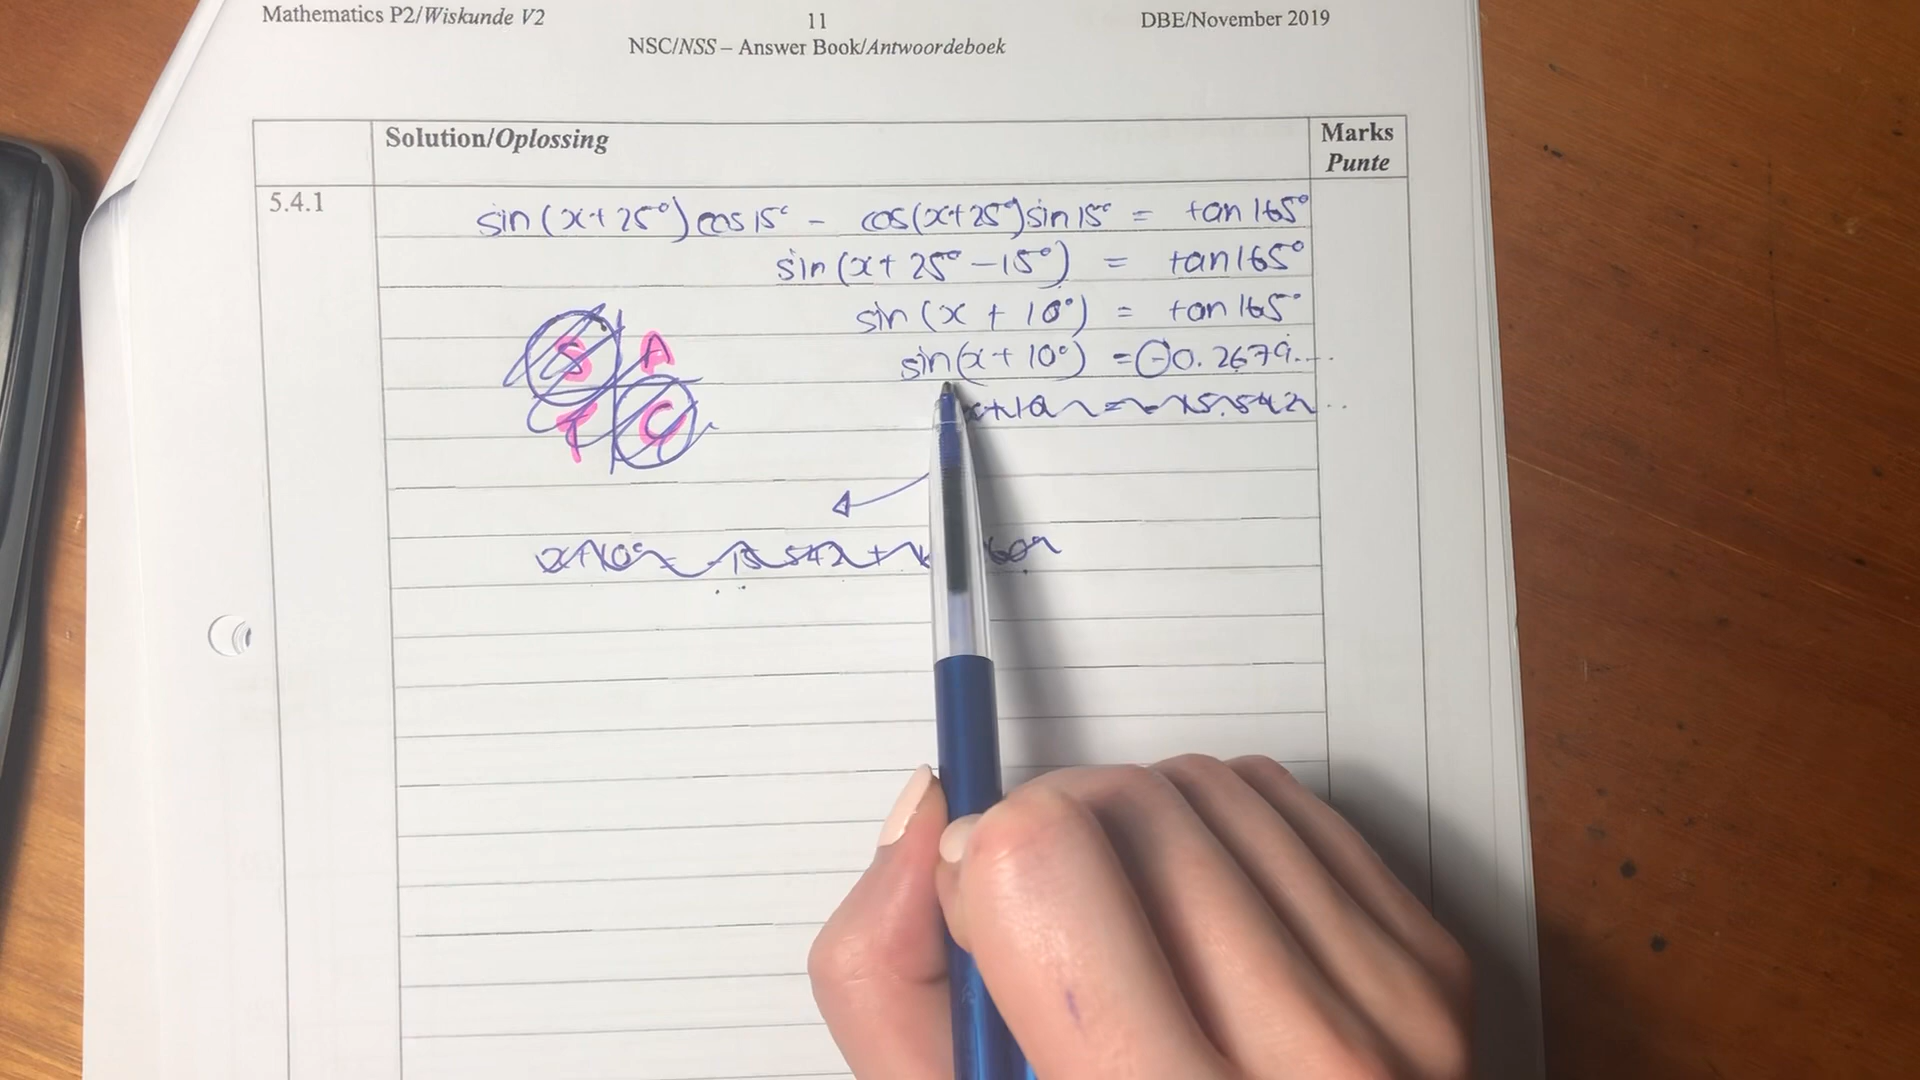 Mathematics P2/Wiskunde V2
11
DBE/November 2019
NSC/NSS – Answer Book/Antwoordeboek
Solution/Oplossing
Marks
Punte
5.4.1
sin(x+25°)cos15° - cos(x+25°)sin15° = tan165°
sin(x+25°-15°) = tan165°
sin(x+10°) = tan165°
sin(x+10°) = -0.2679...
S A
T C